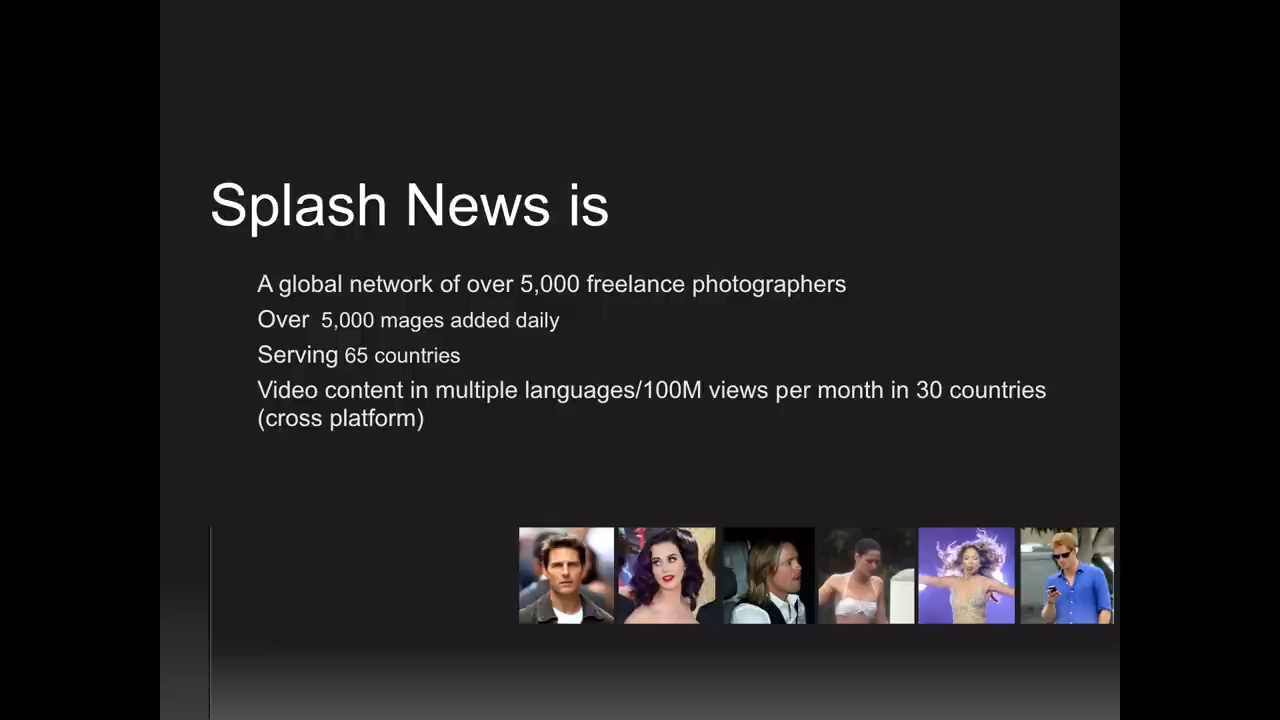 Splash News is
A global network of over 5,000 freelance photographers
Over 5,000 mages added daily
Serving 65 countries
Video content in multiple languages/100M views per month in 30 countries
(cross platform)